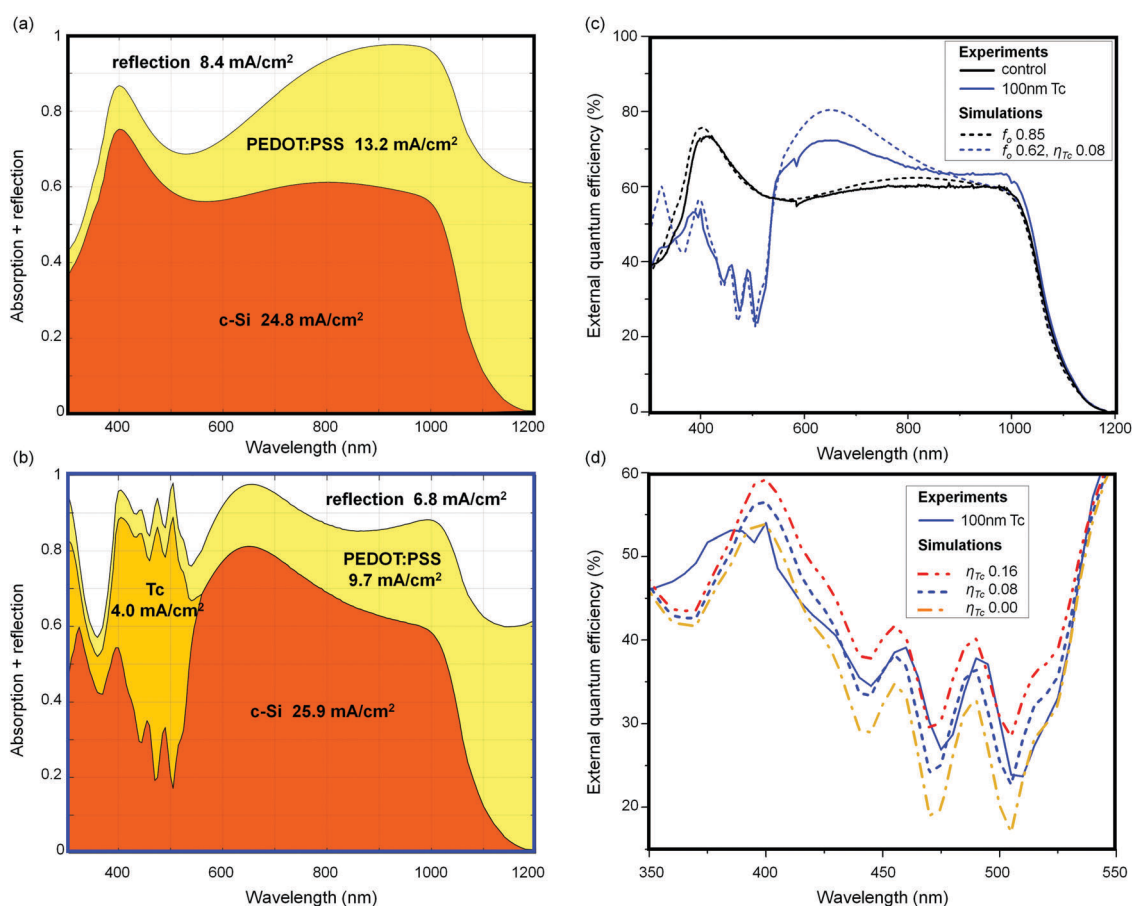 (a)
1
0.8
0.6
0.4
0.2
0
Absorption + reflection
reflection 8.4 mA/cm²
PEDOT:PSS 13.2 mA/cm²
c-Si 24.8 mA/cm²
400 600 800 1000 1200
Wavelength (nm)
(b)
1
0.8
0.6
0.4
0.2
0
Absorption + reflection
reflection 6.8 mA/cm²
PEDOT:PSS
9.7 mA/cm²
Tc
4.0 mA/cm²
c-Si 25.9 mA/cm²
400 600 800 1000 1200
Wavelength (nm)
(c)
100
80
60
40
20
0
External quantum efficiency (%)
Experiments
control
100nm Tc
Simulations
fₒ 0.85
fₒ 0.62, η_Tc 0.08
400 600 800 1000 1200
Wavelength (nm)
(d)
60
50
40
30
20
External quantum efficiency (%)
Experiments
100nm Tc
Simulations
η_Tc 0.16
η_Tc 0.08
η_Tc 0.00
350 400 450 500 550
Wavelength (nm)